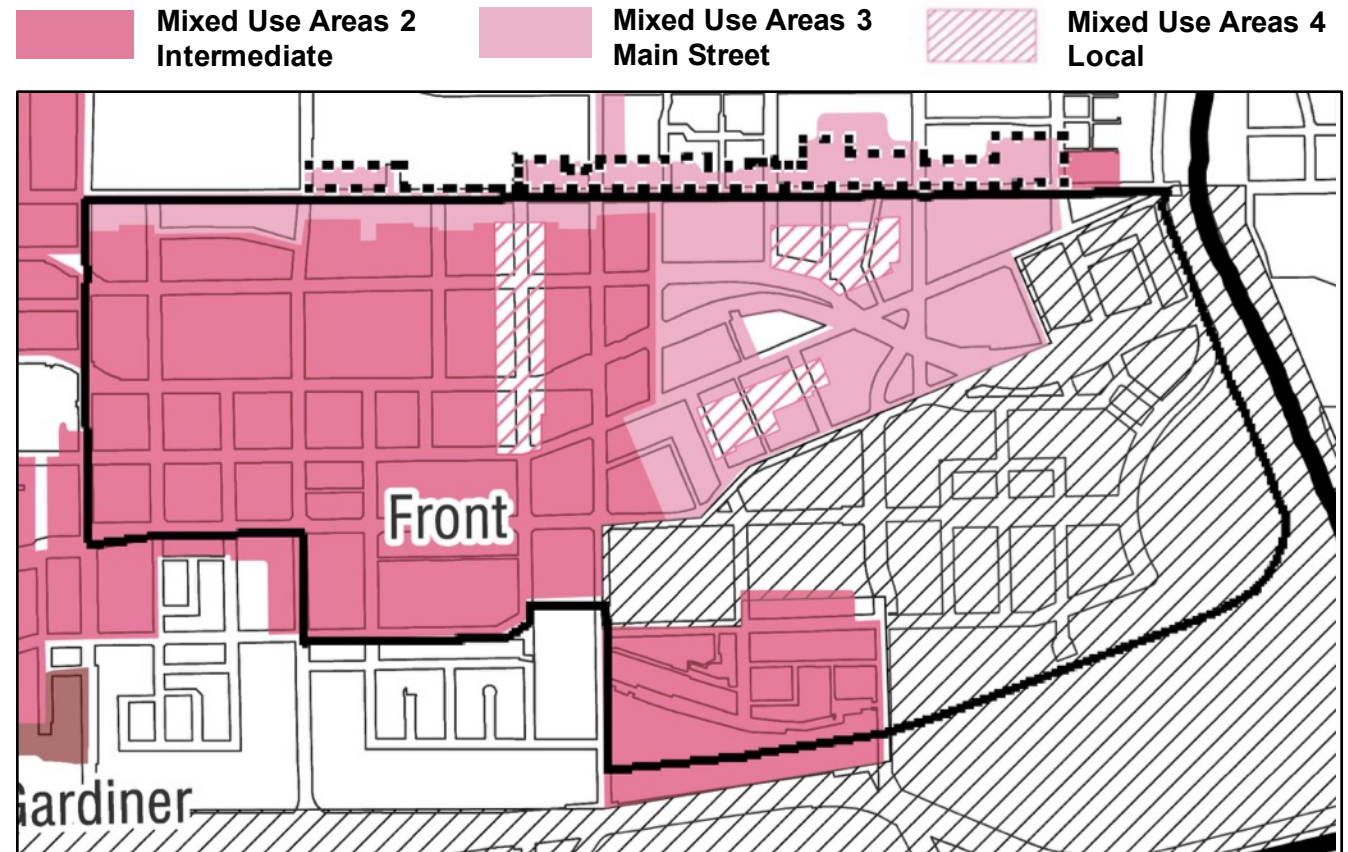 Mixed Use Areas 2
Intermediate
Mixed Use Areas 3
Main Street
Mixed Use Areas 4
Local
Front
Gardiner